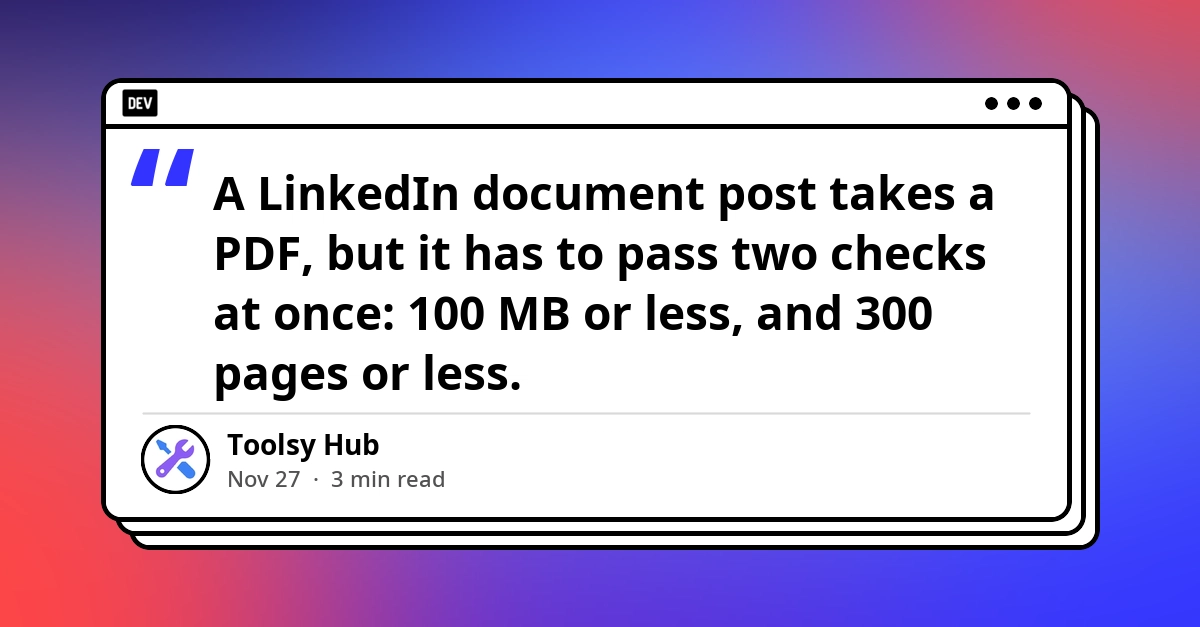 DEV
“
A LinkedIn document post takes a
PDF, but it has to pass two checks
at once: 100 MB or less, and 300
pages or less.
Toolsy Hub
Nov 27 · 3 min read